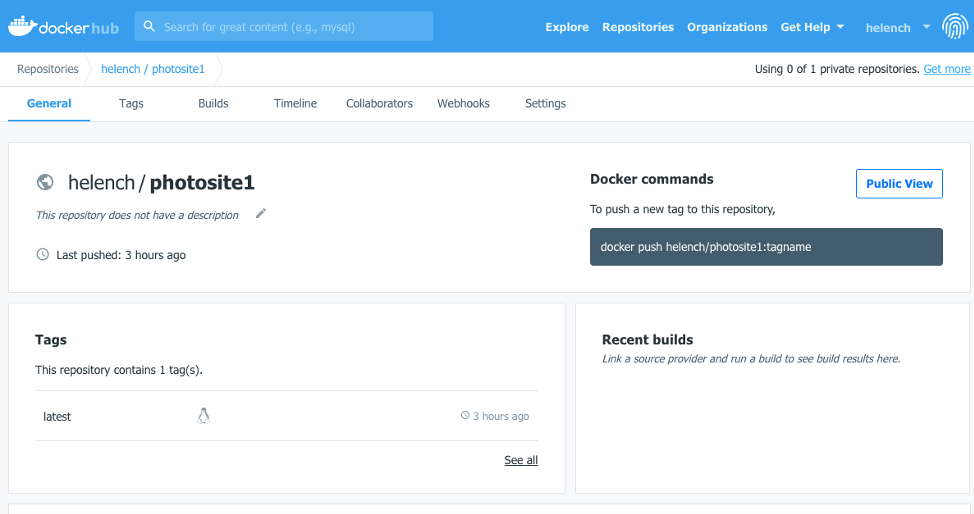 docker hub Search for great content (e.g., mysql) Explore Repositories Organizations Get Help helench
Repositories helench / photosite1 Using 0 of 1 private repositories. Get more
General Tags Builds Timeline Collaborators Webhooks Settings
helench / photosite1
This repository does not have a description
Last pushed: 3 hours ago
Docker commands
Public View
To push a new tag to this repository,
docker push helench/photosite1:tagname
Tags
This repository contains 1 tag(s).
latest 3 hours ago
See all
Recent builds
Link a source provider and run a build to see build results here.